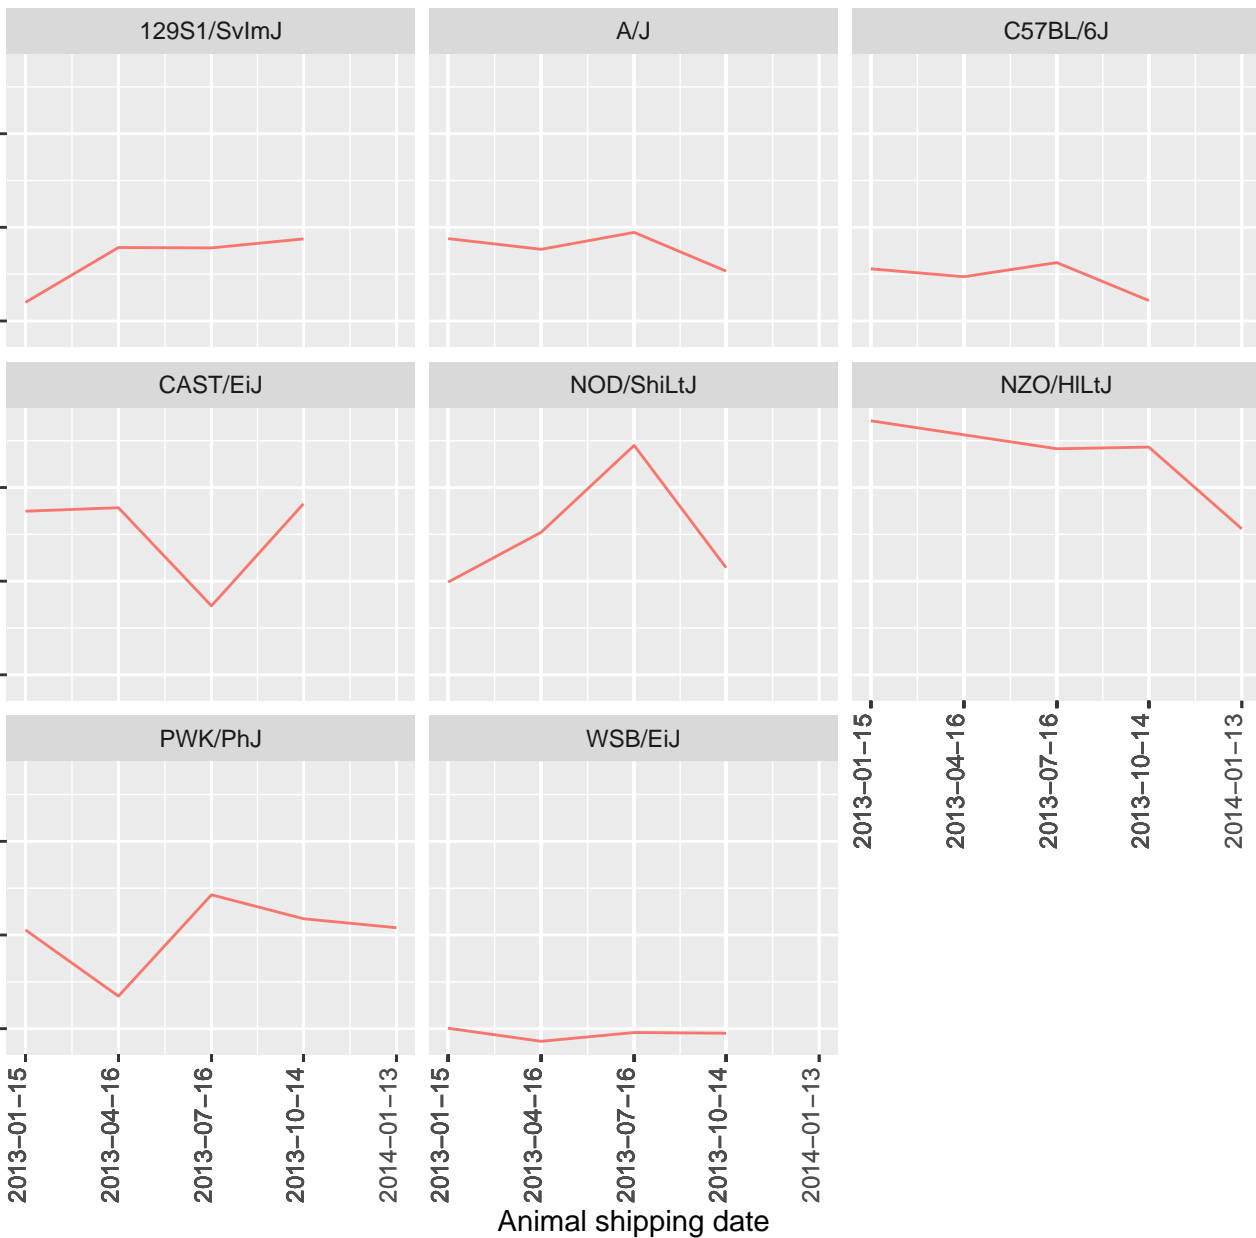 129S1/SvImJ
A/J
C57BL/6J
CAST/EiJ
NOD/ShiLtJ
NZO/HlLtJ
PWK/PhJ
WSB/EiJ
2013−01−15
2013−04−16
2013−07−16
2013−10−14
2014−01−13
2013−01−15
2013−04−16
2013−07−16
2013−10−14
2014−01−13
2013−01−15
2013−04−16
2013−07−16
2013−10−14
2014−01−13
Animal shipping date